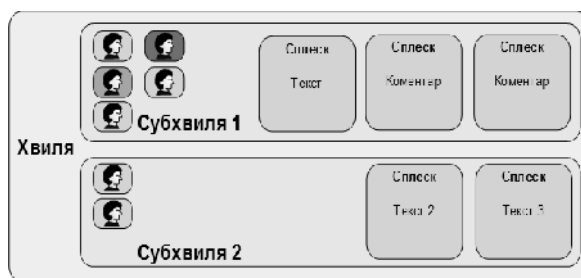 Сплеск
Текст
Сплеск
Коментар
Сплеск
Коментар
Субхвиля 1
Хвиля
Сплеск
Текст 2
Сплеск
Текст 3
Субхвиля 2